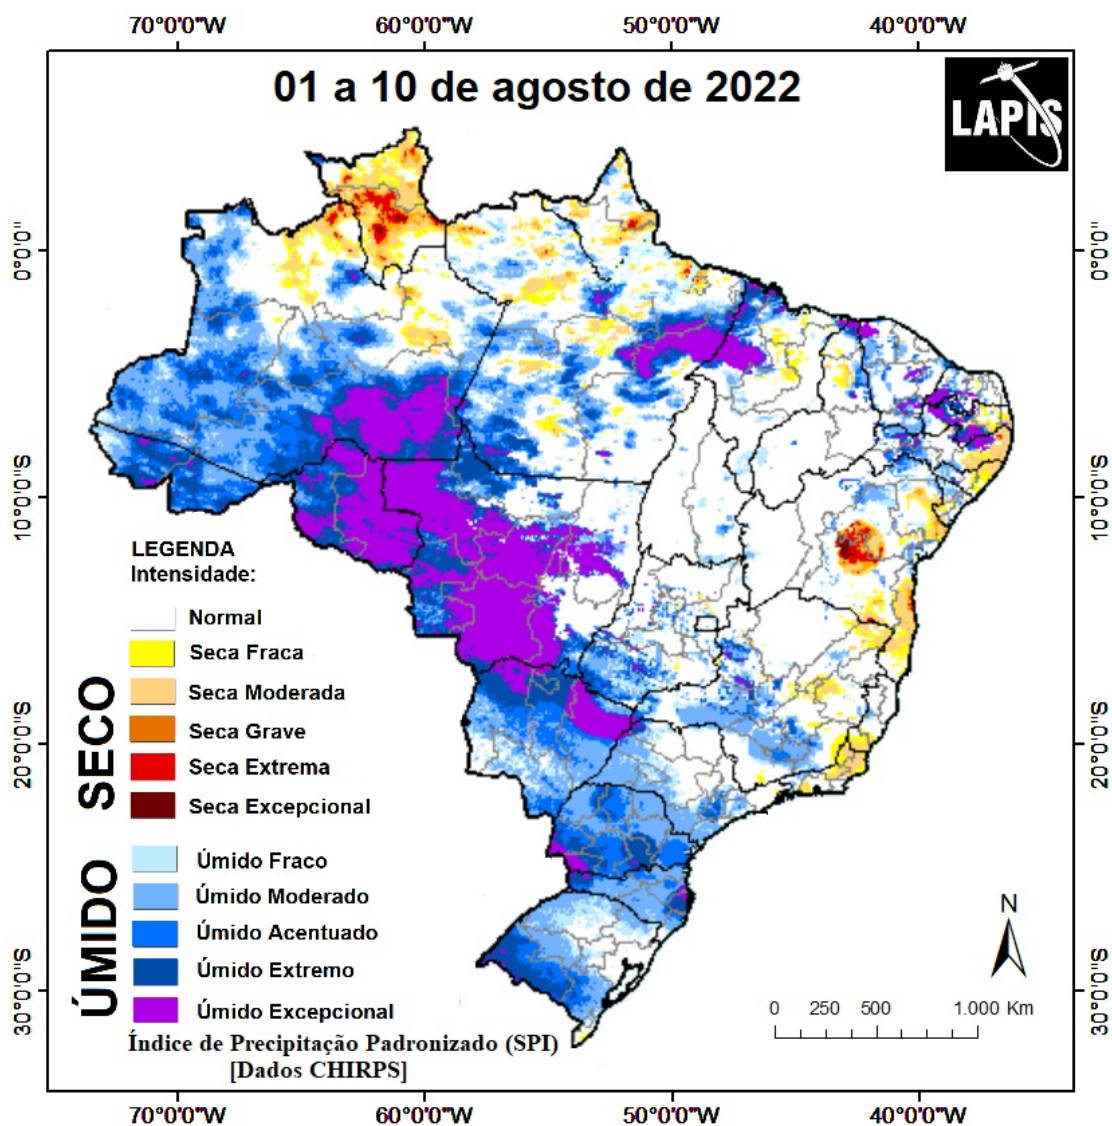 70°0'0"W 60°0'0"W 50°0'0"W 40°0'0"W
01 a 10 de agosto de 2022
LAPIS
0°0'0"
0°0'0"
10°0'0"S
10°0'0"S
LEGENDA
Intensidade:
Normal
Seca Fraca
Seca Moderada
Seca Grave
Seca Extrema
Seca Excepcional
SECO
20°0'0"S
20°0'0"S
Úmido Fraco
Úmido Moderado
Úmido Acentuado
Úmido Extremo
Úmido Excepcional
ÚMIDO
N
30°0'0"S
30°0'0"S
0 250 500 1.000 Km
Índice de Precipitação Padronizado (SPI)
[Dados CHIRPS]
70°0'0"W 60°0'0"W 50°0'0"W 40°0'0"W